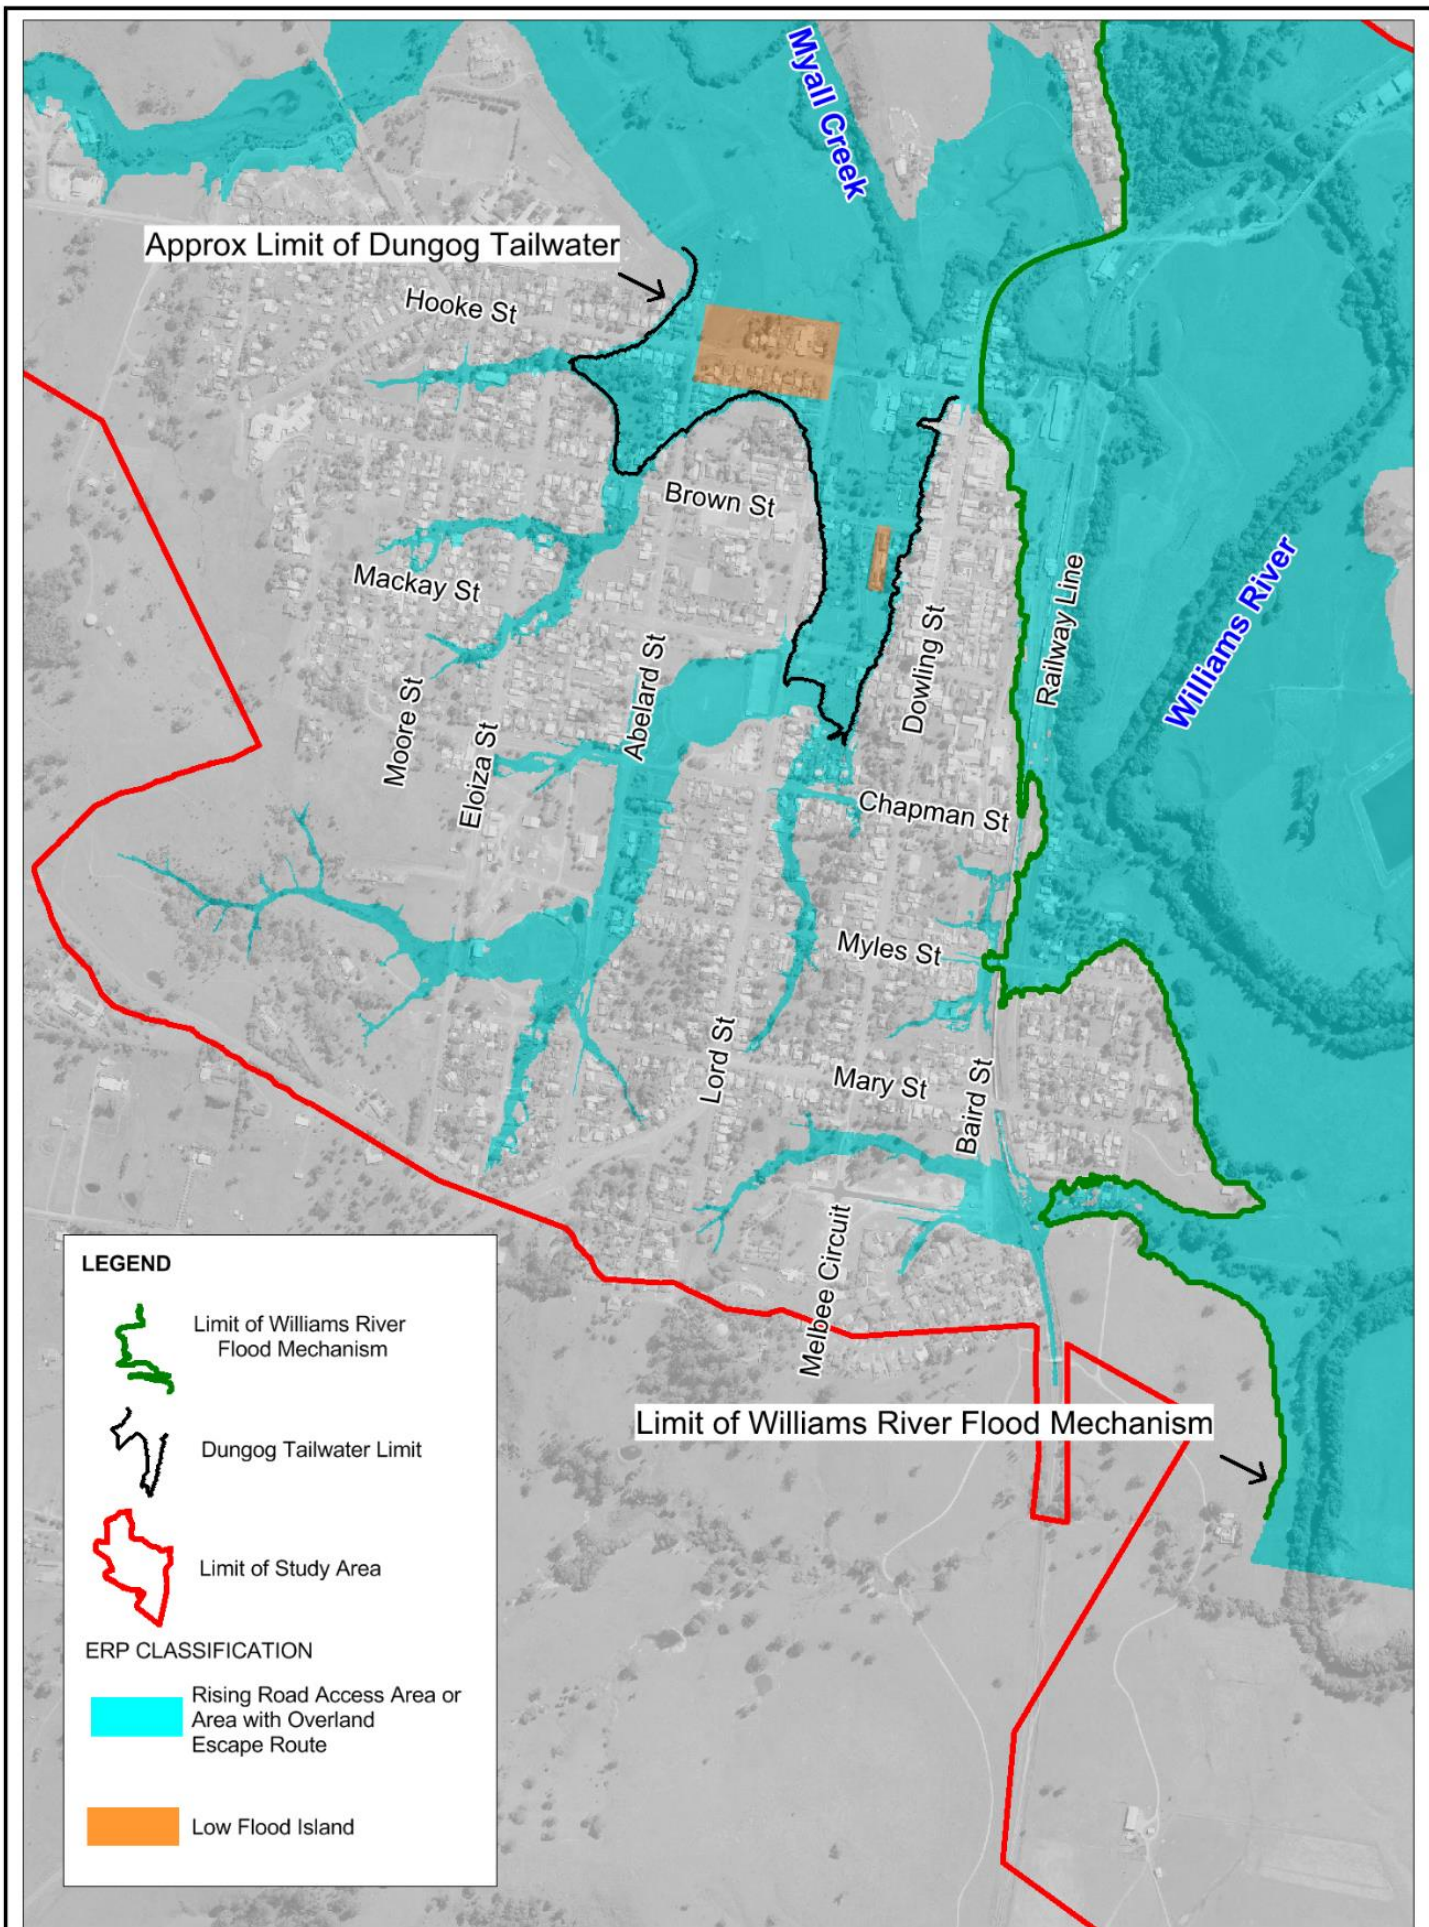 Myall Creek
Approx Limit of Dungog Tailwater
Hooke St
Brown St
Mackay St
Williams River
Railway Line
Dowling St
Abelard St
Moore St
Eloiza St
Chapman St
Myles St
Lord St
Mary St
Baird St
Melbee Circuit
Limit of Williams River Flood Mechanism
LEGEND
Limit of Williams River
Flood Mechanism
Dungog Tailwater Limit
Limit of Study Area
ERP CLASSIFICATION
Rising Road Access Area or
Area with Overland
Escape Route
Low Flood Island